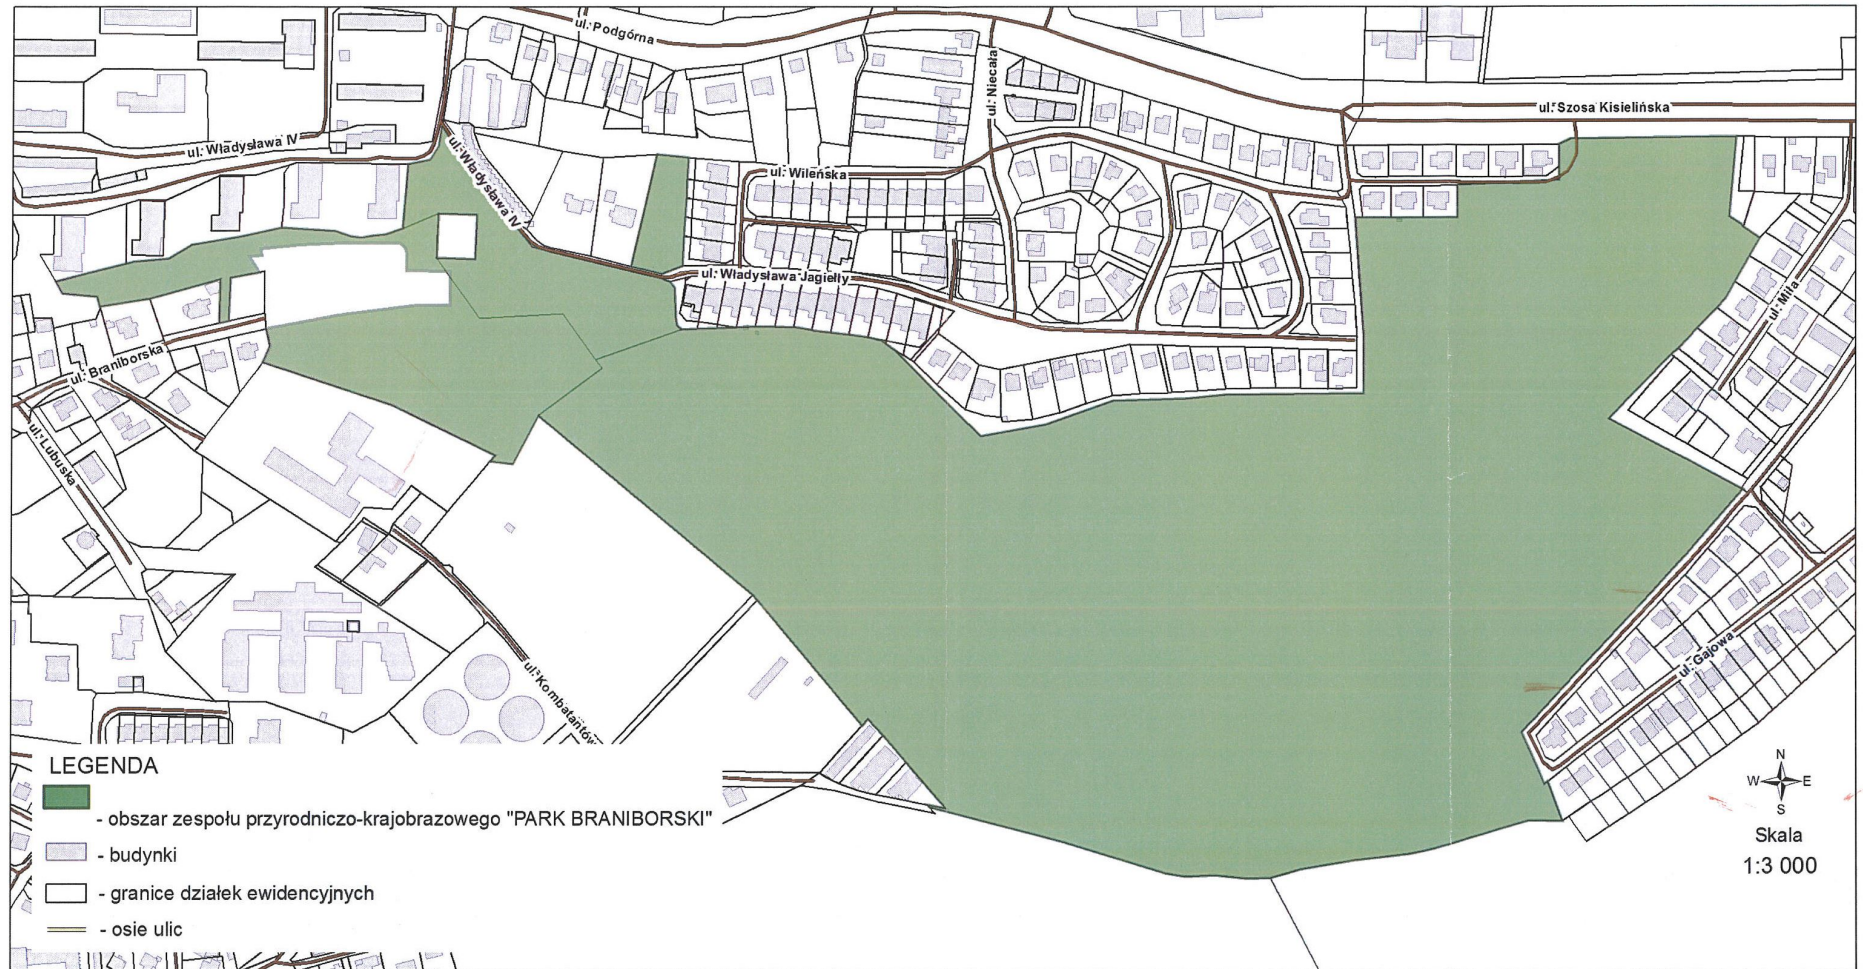 ul. Podgórna
ul. Niecała
ul. Szosa Kisielińska
ul. Władysława IV
ul. Władysława IV
ul. Wileńska
ul. Władysława Jagiełły
ul. Miła
ul. Braniborska
ul. Lubuska
ul. Kombatantów
ul. Gajowa
LEGENDA
- obszar zespołu przyrodniczo-krajobrazowego "PARK BRANIBORSKI"
- budynki
- granice działek ewidencyjnych
- osie ulic
N
W E
S
Skala
1:3 000